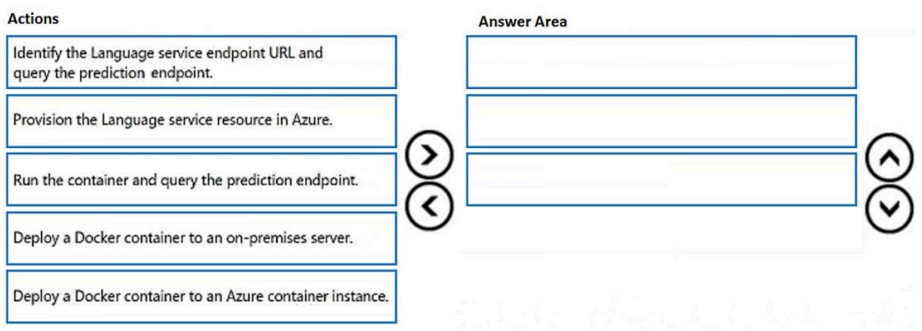 Actions
Answer Area
Identify the Language service endpoint URL and
query the prediction endpoint.
Provision the Language service resource in Azure.
Run the container and query the prediction endpoint.
Deploy a Docker container to an on-premises server.
Deploy a Docker container to an Azure container instance.